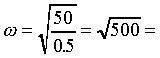 ω = √(50/0.5) = √500 =